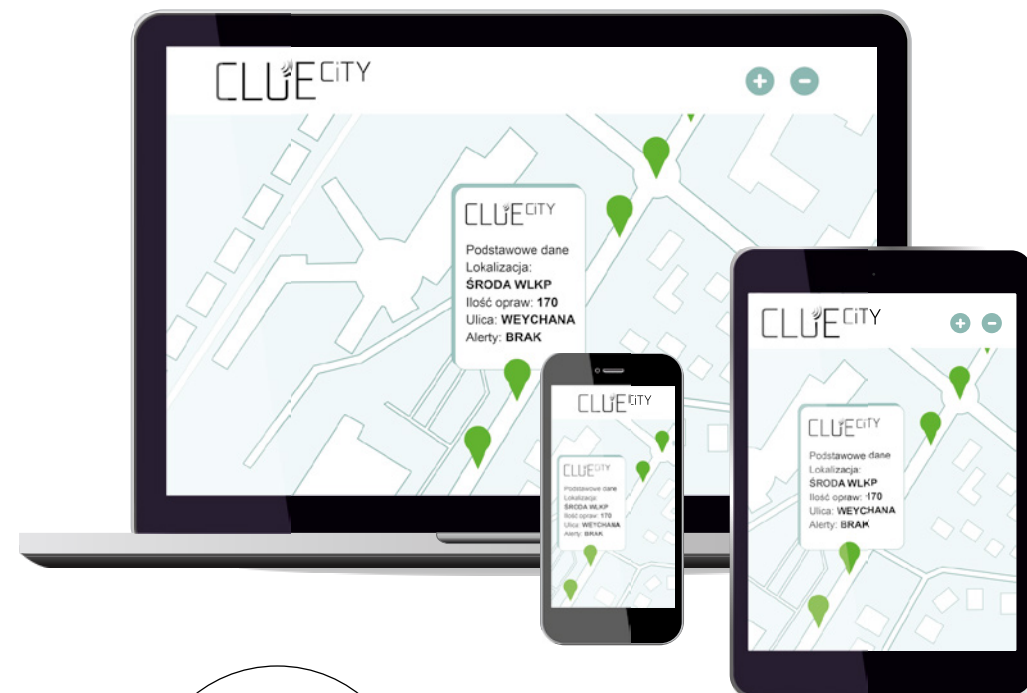 CLUE CiTY
CLUE CiTY
Podstawowe dane
Lokalizacja:
ŚRODA WLKP
Ilość opraw: 170
Ulica: WEYCHANA
Alerty: BRAK
CLUE CiTY
CLUE CiTY
Podstawowe dane
Lokalizacja:
ŚRODA WLKP
Ilość opraw: 170
Ulica: WEYCHANA
Alerty: BRAK
CLUE CiTY
CLUE CiTY
Podstawowe dane
Lokalizacja:
ŚRODA WLKP
Ilość opraw: 170
Ulica: WEYCHANA
Alerty: BRAK